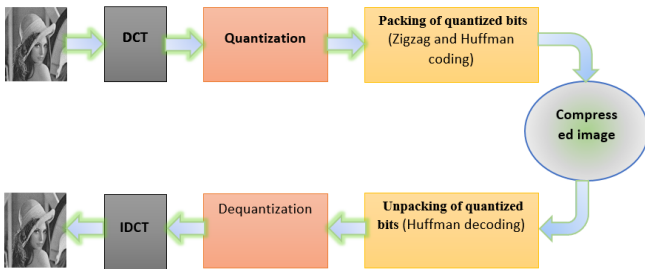 DCT
Quantization
Packing of quantized bits
(Zigzag and Huffman
coding)
Compress
ed image
IDCT
Dequantization
Unpacking of quantized
bits (Huffman decoding)